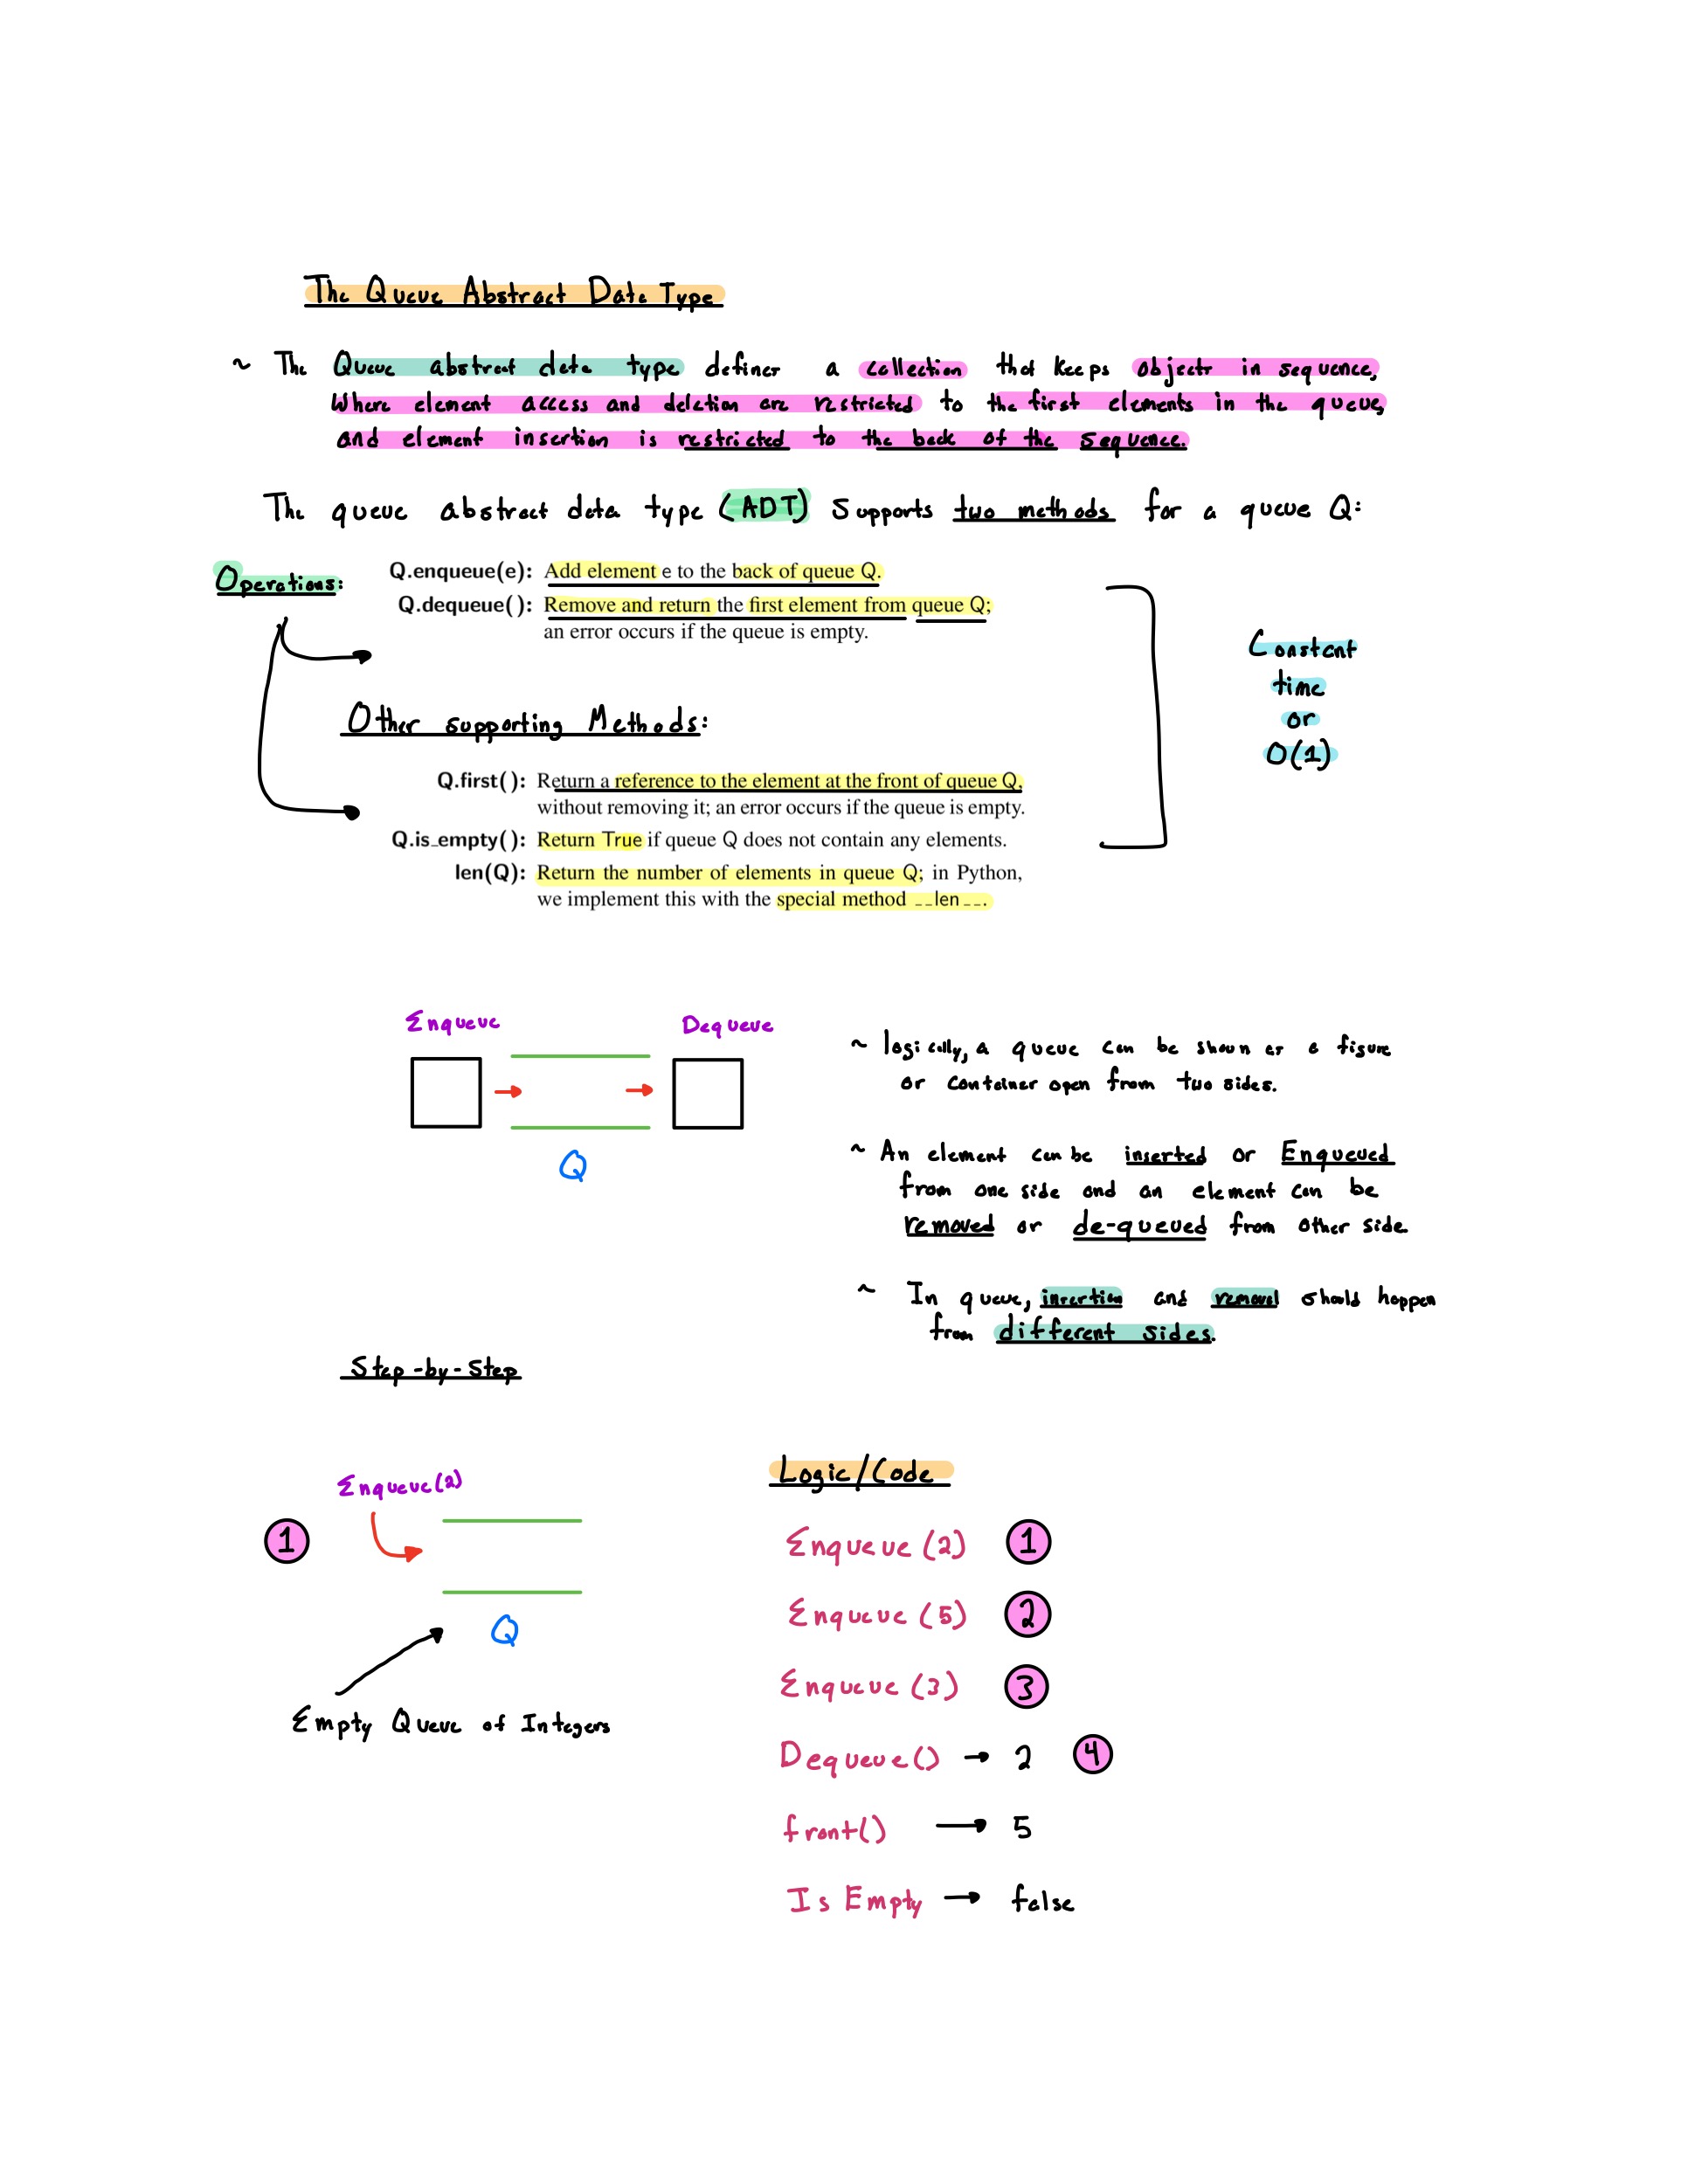 The Queue Abstract Data Type
~ The Queue abstract data type defines a collection that keeps objects in sequence,
Where element access and deletion are restricted to the first elements in the queue,
and element insertion is restricted to the back of the sequence.
The queue abstract data type (ADT) supports two methods for a queue Q:
Operations:
Q.enqueue(e): Add element e to the back of queue Q.
Q.dequeue(): Remove and return the first element from queue Q;
an error occurs if the queue is empty.
Constant
time
or
O(1)
Other supporting Methods:
Q.first(): Return a reference to the element at the front of queue Q,
without removing it; an error occurs if the queue is empty.
Q.is_empty(): Return True if queue Q does not contain any elements.
len(Q): Return the number of elements in queue Q; in Python,
we implement this with the special method __len__.
Enqueue
Dequeue
Q
~ logically, a queue can be shown as a figure
or container open from two sides.
~ An element can be inserted or Enqueued
from one side and an element can be
removed or de-queued from other side.
~ In queue, insertion and removal should happen
from different sides.
Step-by-Step
Enqueue(2)
1
Q
Empty Queue of Integers
Logic/Code
Enqueue (2) 1
Enqueue (5) 2
Enqueue (3) 3
Dequeue() → 2 4
front() → 5
Is Empty → false